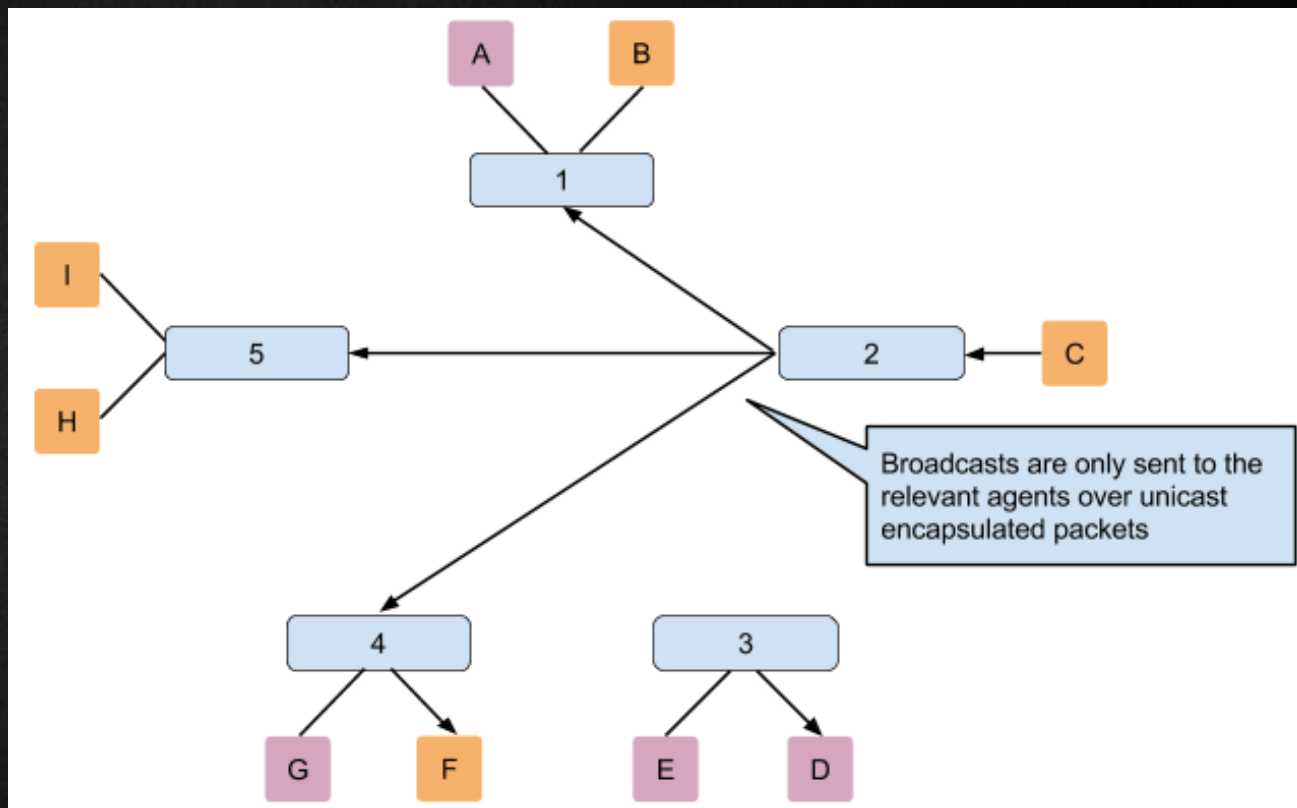 A
B
1
I
5
2
C
H
Broadcasts are only sent to the
relevant agents over unicast
encapsulated packets
4
3
G
F
E
D